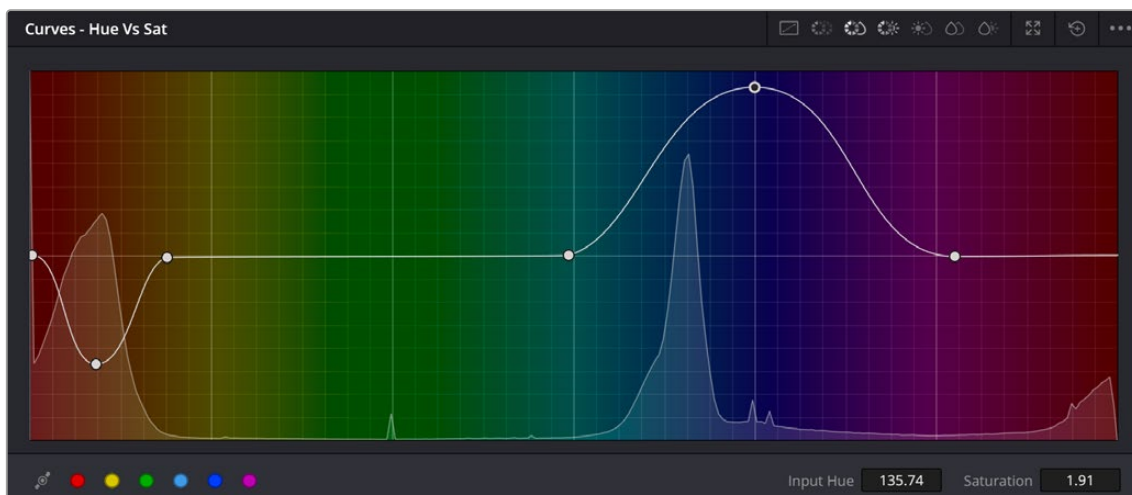 Curves - Hue Vs Sat
Input Hue 135.74 Saturation 1.91